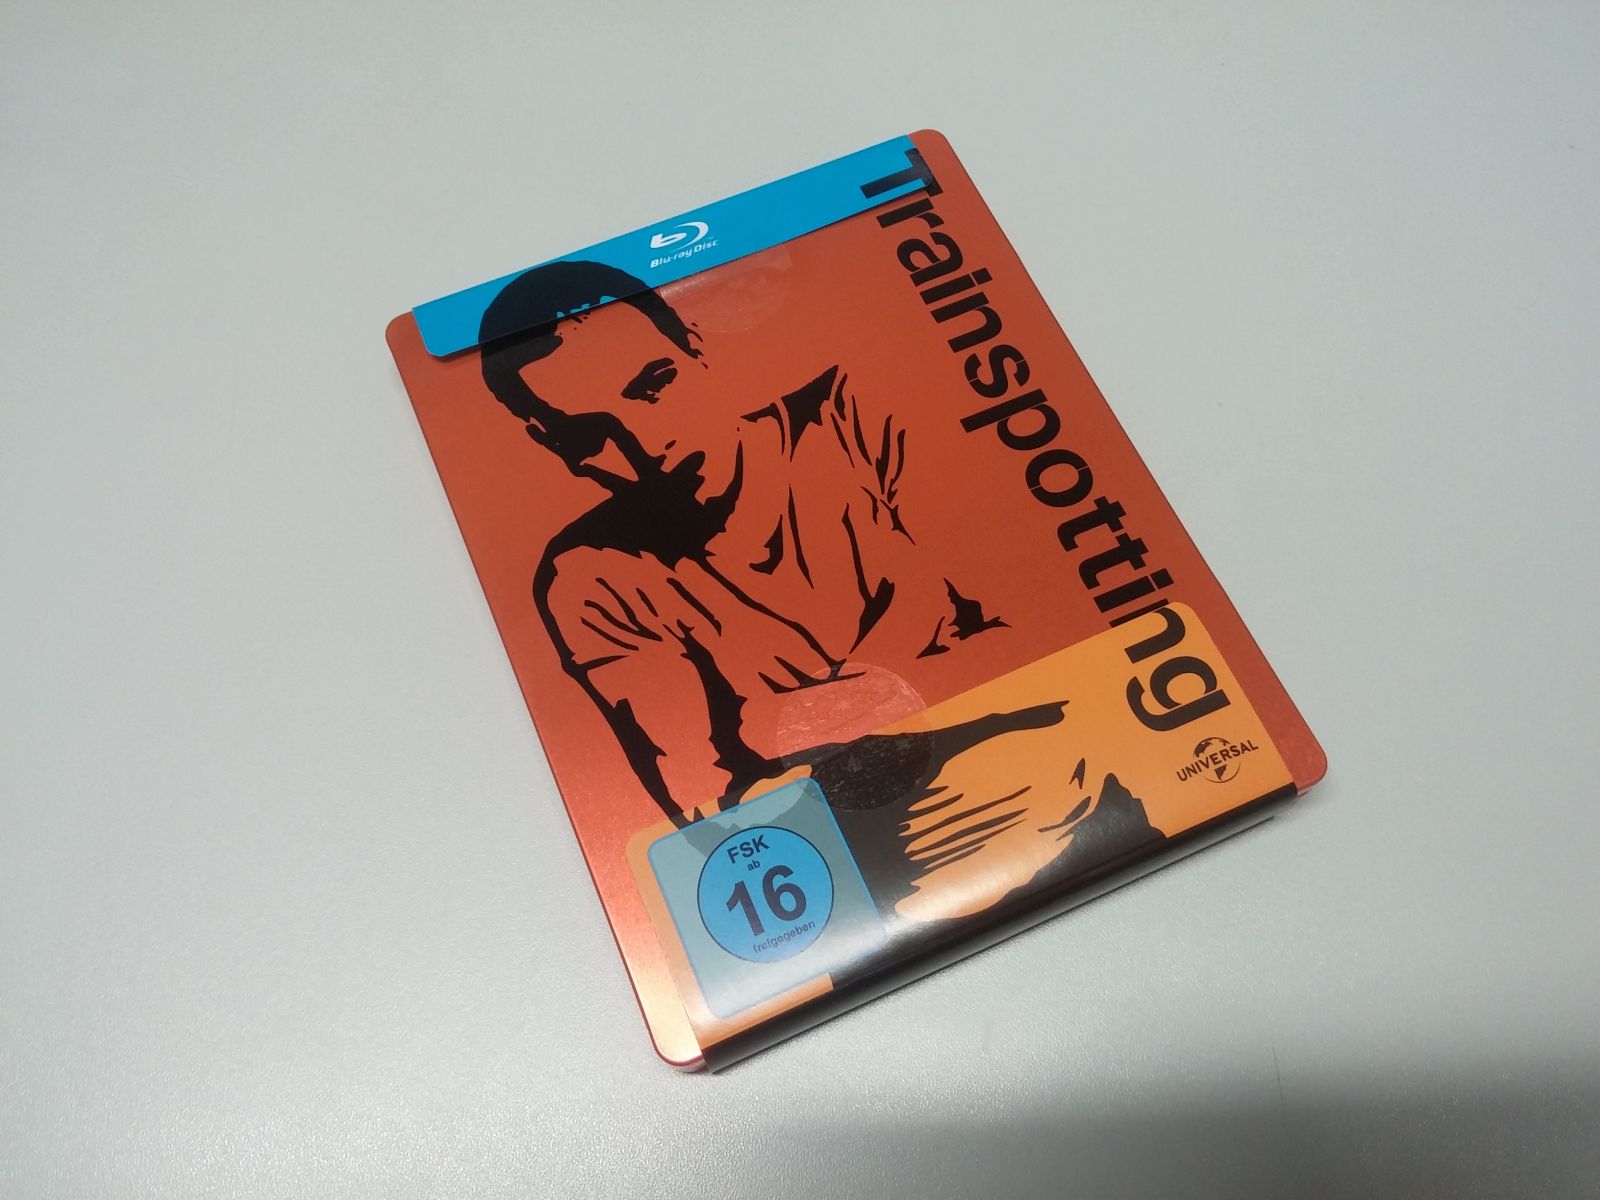 Blu-ray Disc
Trainspotting
UNIVERSAL
FSK
ab
16
freigegeben